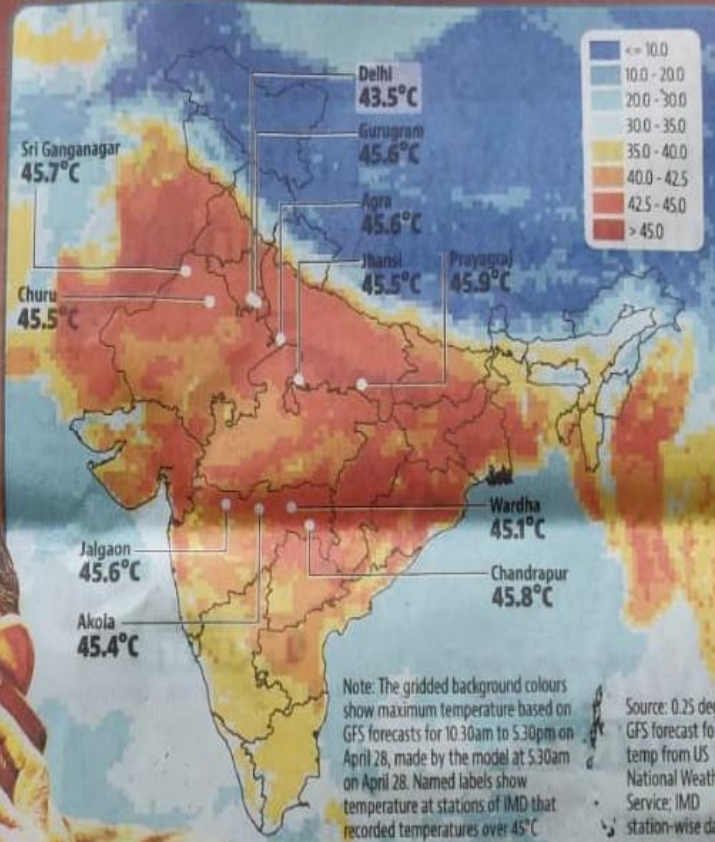 Delhi
43.5°C
Gurugram
45.6°C
Agra
45.6°C
Jhansi
45.5°C
Prayagraj
45.9°C
Sri Ganganagar
45.7°C
Churu
45.5°C
Jalgaon
45.6°C
Akola
45.4°C
Wardha
45.1°C
Chandrapur
45.8°C
<= 10.0
10.0 - 20.0
20.0 - 30.0
30.0 - 35.0
35.0 - 40.0
40.0 - 42.5
42.5 - 45.0
> 45.0
Note: The gridded background colours
show maximum temperature based on
GFS forecasts for 10.30am to 5.30pm on
April 28, made by the model at 5.30am
on April 28. Named labels show
temperature at stations of IMD that
recorded temperatures over 45°C
Source: 0.25
GFS forecast
temp from US
National
Service; IMD
station-wise